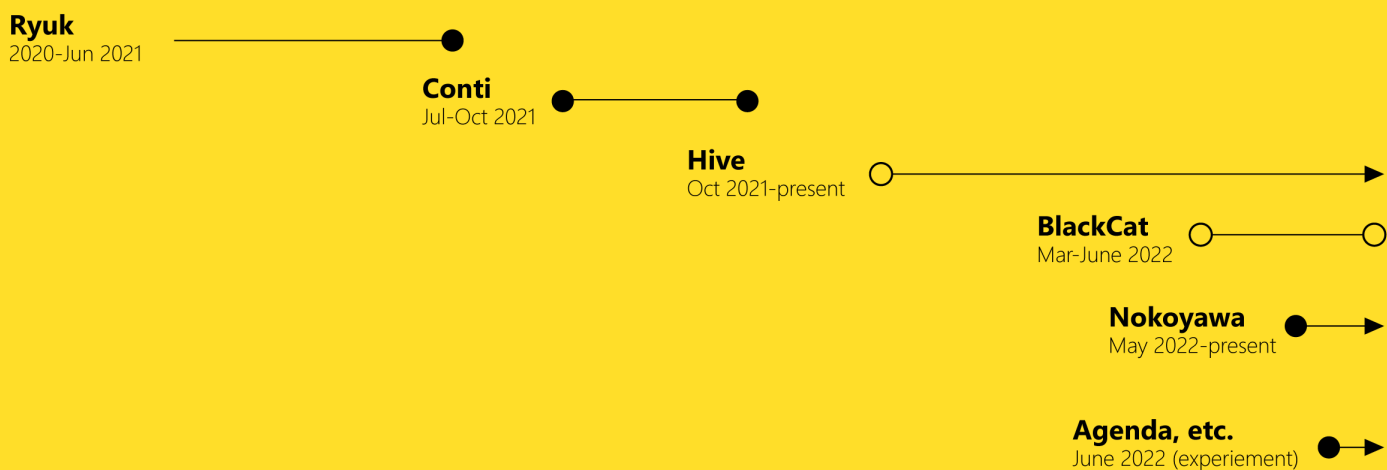 Ryuk
2020-Jun 2021
Conti
Jul-Oct 2021
Hive
Oct 2021-present
BlackCat
Mar-June 2022
Nokoyawa
May 2022-present
Agenda, etc.
June 2022 (experiement)